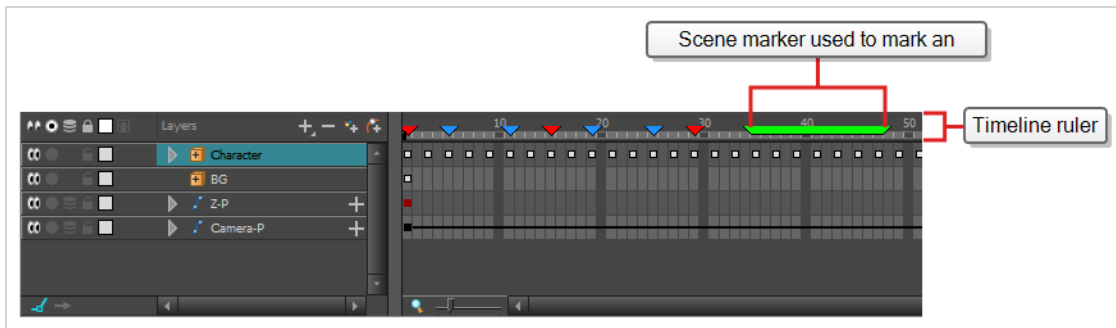 Scene marker used to mark an
Layers
10 20 30 40 50
Timeline ruler
Character
BG
Z-P
Camera-P